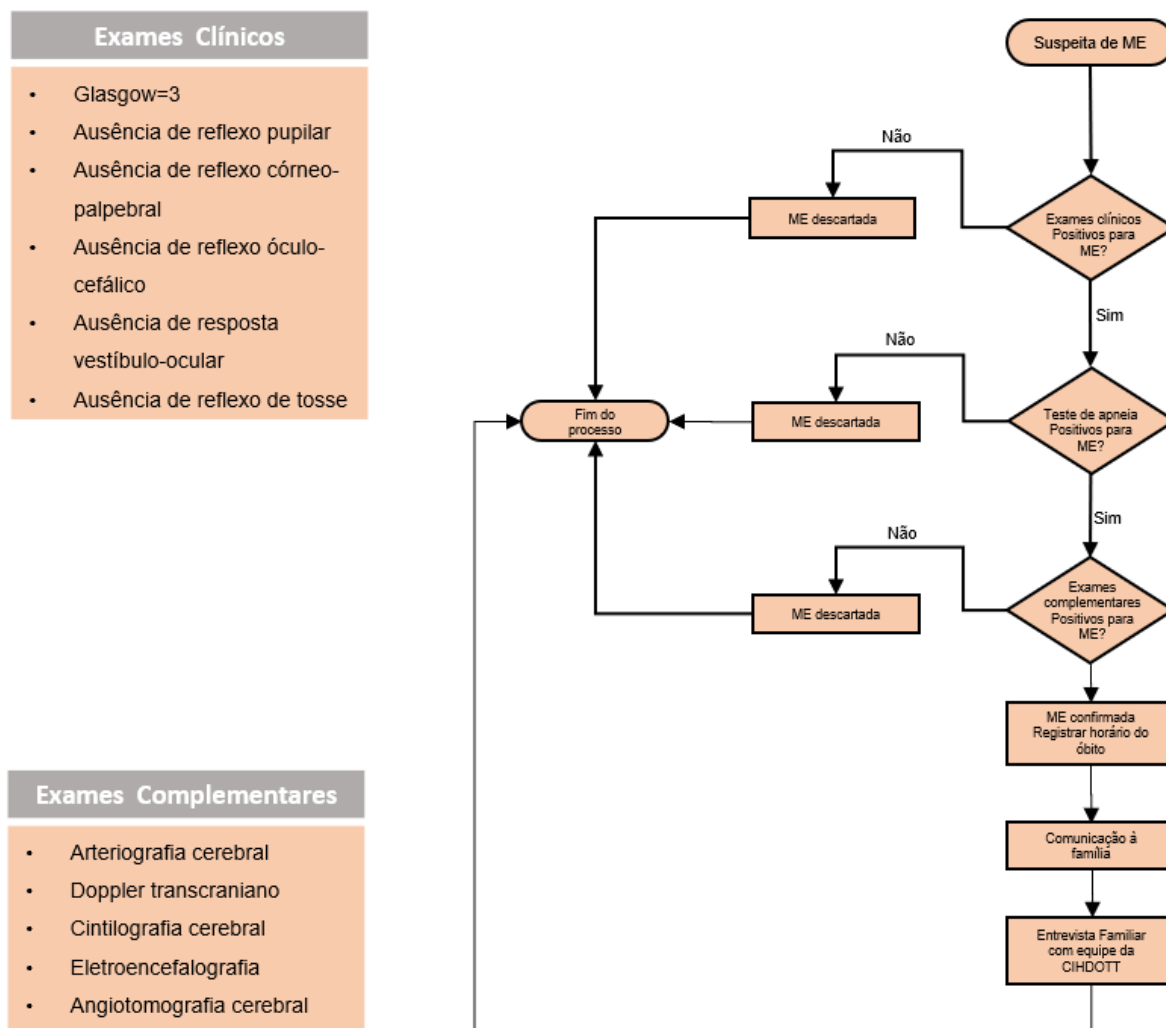 Exames Clínicos
• Glasgow=3
• Ausência de reflexo pupilar
• Ausência de reflexo córneo-
palpebral
• Ausência de reflexo óculo-
cefálico
• Ausência de resposta
vestíbulo-ocular
• Ausência de reflexo de tosse
Exames Complementares
• Arteriografia cerebral
• Doppler transcraniano
• Cintilografia cerebral
• Eletroencefalografia
• Angiotomografia cerebral
Suspeita de ME
Não
ME descartada
Exames clínicos
Positivos para
ME?
Sim
Não
Fim do
processo
ME descartada
Teste de apneía
Positivos para
ME?
Sim
Não
ME descartada
Exames
complementares
Positivos para
ME?
ME confirmada
Registrar horário do
óbito
Comunicação à
família
Entrevista Familiar
com equipe da
CIHDOTT